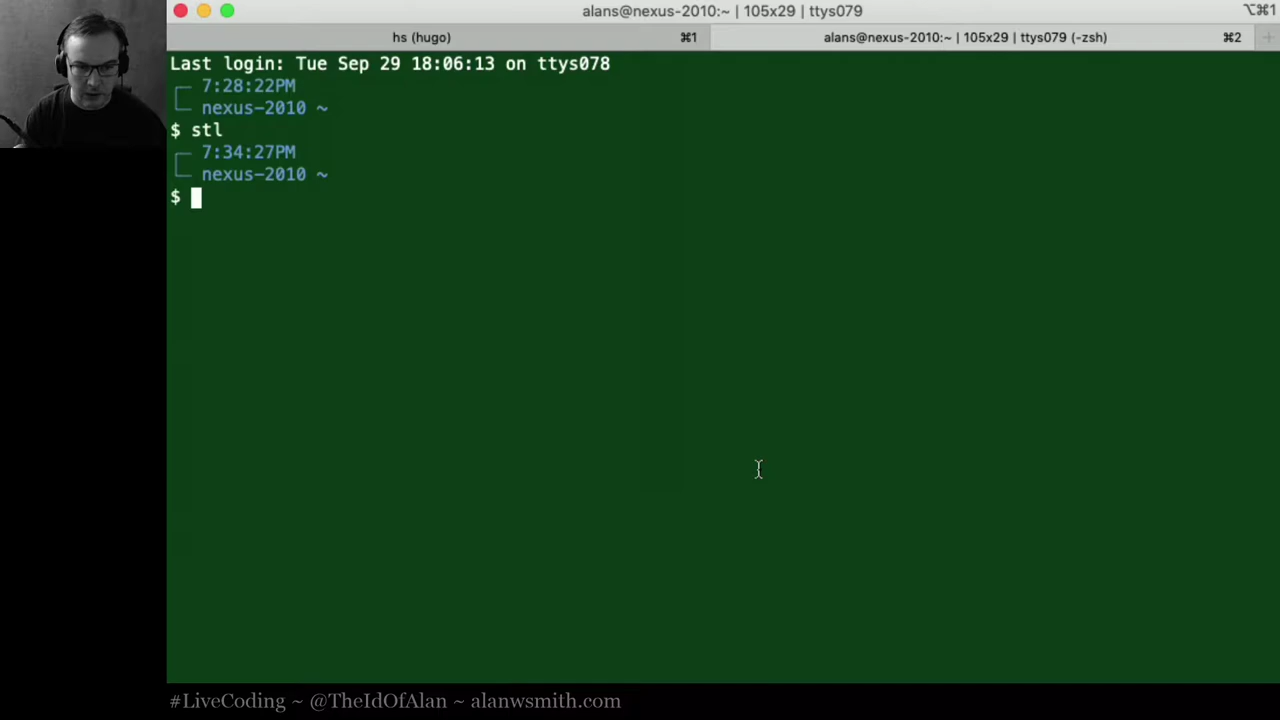 alans@nexus-2010:~ | 105x29 | ttys079
⌥⌘1
hs (hugo) ⌘1
alans@nexus-2010:~ | 105x29 | ttys079 (-zsh) ⌘2
Last login: Tue Sep 29 18:06:13 on ttys078
7:28:22PM
nexus-2010 ~
$ stl
7:34:27PM
nexus-2010 ~
$
#LiveCoding ~ @TheIdOfAlan ~ alanwsmith.com